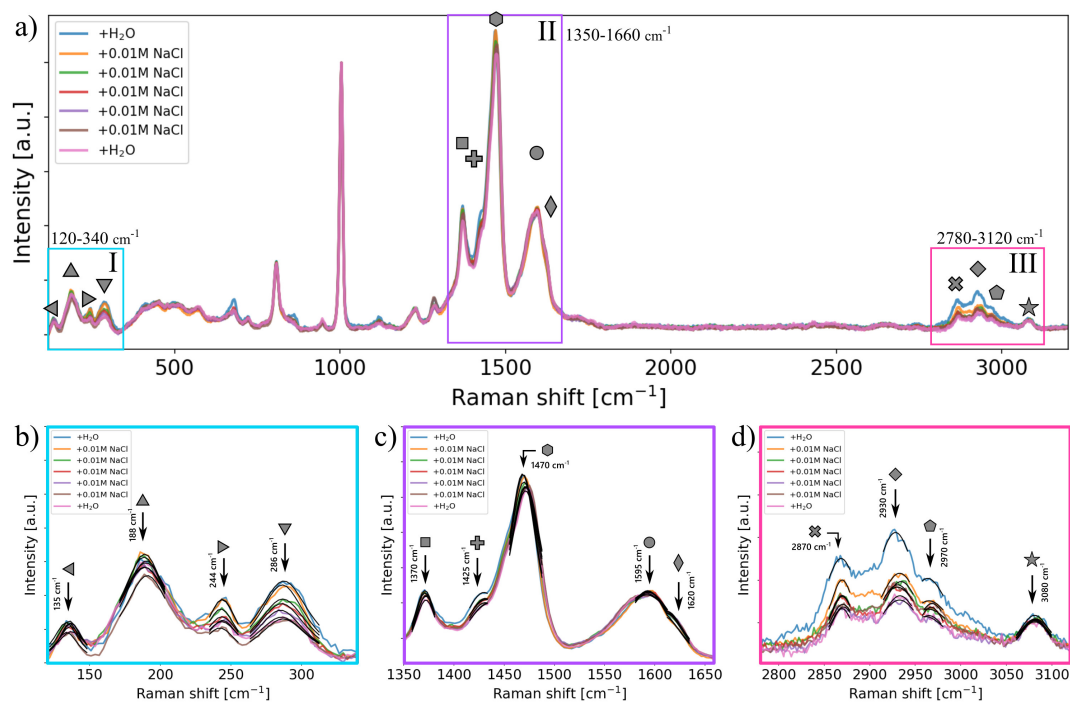 a)
+H₂O
+0.01M NaCl
+0.01M NaCl
+0.01M NaCl
+0.01M NaCl
+0.01M NaCl
+H₂O
II
1350-1660 cm⁻¹
Intensity [a.u.]
120-340 cm⁻¹
I
2780-3120 cm⁻¹
III
500
1000
1500
2000
2500
3000
Raman shift [cm⁻¹]
b)
+H₂O
+0.01M NaCl
+0.01M NaCl
+0.01M NaCl
+0.01M NaCl
+0.01M NaCl
+H₂O
135 cm⁻¹
188 cm⁻¹
244 cm⁻¹
286 cm⁻¹
Intensity [a.u.]
150
200
250
300
Raman shift [cm⁻¹]
c)
+H₂O
+0.01M NaCl
+0.01M NaCl
+0.01M NaCl
+0.01M NaCl
+0.01M NaCl
+H₂O
1370 cm⁻¹
1425 cm⁻¹
1470 cm⁻¹
1595 cm⁻¹
1620 cm⁻¹
Intensity [a.u.]
1350
1400
1450
1500
1550
1600
1650
Raman shift [cm⁻¹]
d)
+H₂O
+0.01M NaCl
+0.01M NaCl
+0.01M NaCl
+0.01M NaCl
+0.01M NaCl
+H₂O
2870 cm⁻¹
2930 cm⁻¹
2970 cm⁻¹
3080 cm⁻¹
Intensity [a.u.]
2800
2850
2900
2950
3000
3050
3100
Raman shift [cm⁻¹]